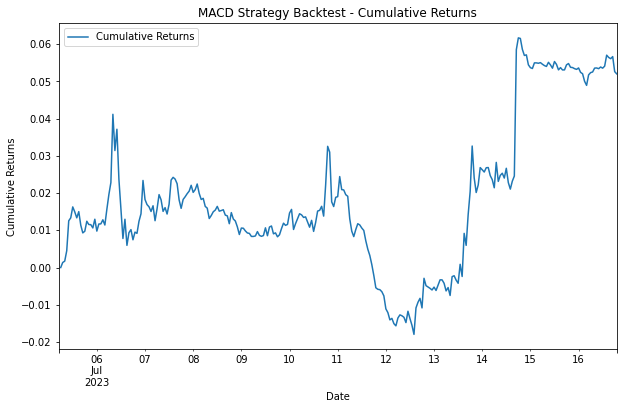 MACD Strategy Backtest - Cumulative Returns
Cumulative Returns
Cumulative Returns
0.06
0.05
0.04
0.03
0.02
0.01
0.00
−0.01
−0.02
06 07 08 09 10 11 12 13 14 15 16
Jul
2023
Date